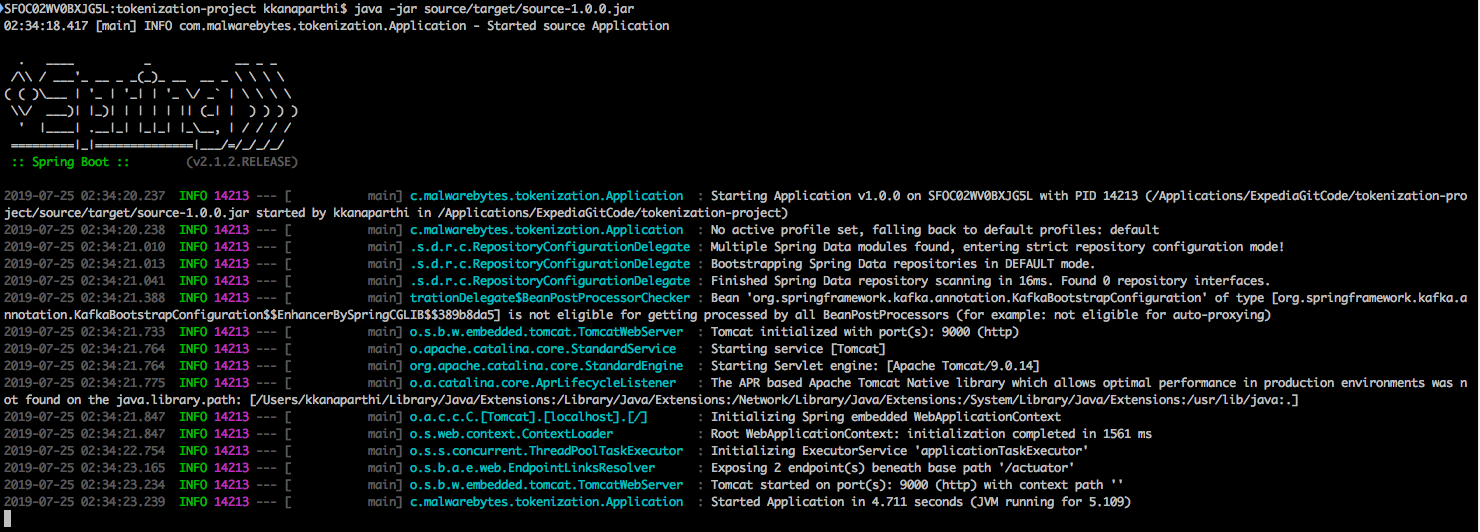 SFOC02WV0BXJG5L:tokenization-project kkanaparthi$ java -jar source/target/source-1.0.0.jar
02:34:18.417 [main] INFO com.malwarebytes.tokenization.Application - Started source Application
  .   ____          _            __ _ _
 /\\ / ___'_ __ _ _(_)_ __  __ _ \ \ \ \
( ( )\___ | '_ | '_| | '_ \/ _` | \ \ \ \
 \\/  ___)| |_)| | | | | || (_| |  ) ) ) )
  '  |____| .__|_| |_|_| |_\__, | / / / /
 =========|_|==============|___/=/_/_/_/
 :: Spring Boot ::        (v2.1.2.RELEASE)
2019-07-25 02:34:20.237  INFO 14213 --- [           main] c.malwarebytes.tokenization.Application  : Starting Application v1.0.0 on SFOC02WV0BXJG5L with PID 14213 (/Applications/ExpediaGitCode/tokenization-pro
ject/source/target/source-1.0.0.jar started by kkanaparthi in /Applications/ExpediaGitCode/tokenization-project)
2019-07-25 02:34:20.238  INFO 14213 --- [           main] c.malwarebytes.tokenization.Application  : No active profile set, falling back to default profiles: default
2019-07-25 02:34:21.010  INFO 14213 --- [           main] .s.d.r.c.RepositoryConfigurationDelegate : Multiple Spring Data modules found, entering strict repository configuration mode!
2019-07-25 02:34:21.013  INFO 14213 --- [           main] .s.d.r.c.RepositoryConfigurationDelegate : Bootstrapping Spring Data repositories in DEFAULT mode.
2019-07-25 02:34:21.041  INFO 14213 --- [           main] .s.d.r.c.RepositoryConfigurationDelegate : Finished Spring Data repository scanning in 16ms. Found 0 repository interfaces.
2019-07-25 02:34:21.388  INFO 14213 --- [           main] trationDelegate$BeanPostProcessorChecker : Bean 'org.springframework.kafka.annotation.KafkaBootstrapConfiguration' of type [org.springframework.kafka.a
nnotation.KafkaBootstrapConfiguration$$EnhancerBySpringCGLIB$$389b8da5] is not eligible for getting processed by all BeanPostProcessors (for example: not eligible for auto-proxying)
2019-07-25 02:34:21.733  INFO 14213 --- [           main] o.s.b.w.embedded.tomcat.TomcatWebServer  : Tomcat initialized with port(s): 9000 (http)
2019-07-25 02:34:21.764  INFO 14213 --- [           main] o.apache.catalina.core.StandardService   : Starting service [Tomcat]
2019-07-25 02:34:21.764  INFO 14213 --- [           main] org.apache.catalina.core.StandardEngine  : Starting Servlet engine: [Apache Tomcat/9.0.14]
2019-07-25 02:34:21.775  INFO 14213 --- [           main] o.a.catalina.core.AprLifecycleListener   : The APR based Apache Tomcat Native library which allows optimal performance in production environments was n
ot found on the java.library.path: [/Users/kkanaparthi/Library/Java/Extensions:/Library/Java/Extensions:/Network/Library/Java/Extensions:/System/Library/Java/Extensions:/usr/lib/java:.]
2019-07-25 02:34:21.847  INFO 14213 --- [           main] o.a.c.c.C.[Tomcat].[localhost].[/]       : Initializing Spring embedded WebApplicationContext
2019-07-25 02:34:21.847  INFO 14213 --- [           main] o.s.web.context.ContextLoader            : Root WebApplicationContext: initialization completed in 1561 ms
2019-07-25 02:34:22.754  INFO 14213 --- [           main] o.s.s.concurrent.ThreadPoolTaskExecutor  : Initializing ExecutorService 'applicationTaskExecutor'
2019-07-25 02:34:23.165  INFO 14213 --- [           main] o.s.b.a.e.web.EndpointLinksResolver      : Exposing 2 endpoint(s) beneath base path '/actuator'
2019-07-25 02:34:23.234  INFO 14213 --- [           main] o.s.b.w.embedded.tomcat.TomcatWebServer  : Tomcat started on port(s): 9000 (http) with context path ''
2019-07-25 02:34:23.239  INFO 14213 --- [           main] c.malwarebytes.tokenization.Application  : Started Application in 4.711 seconds (JVM running for 5.109)